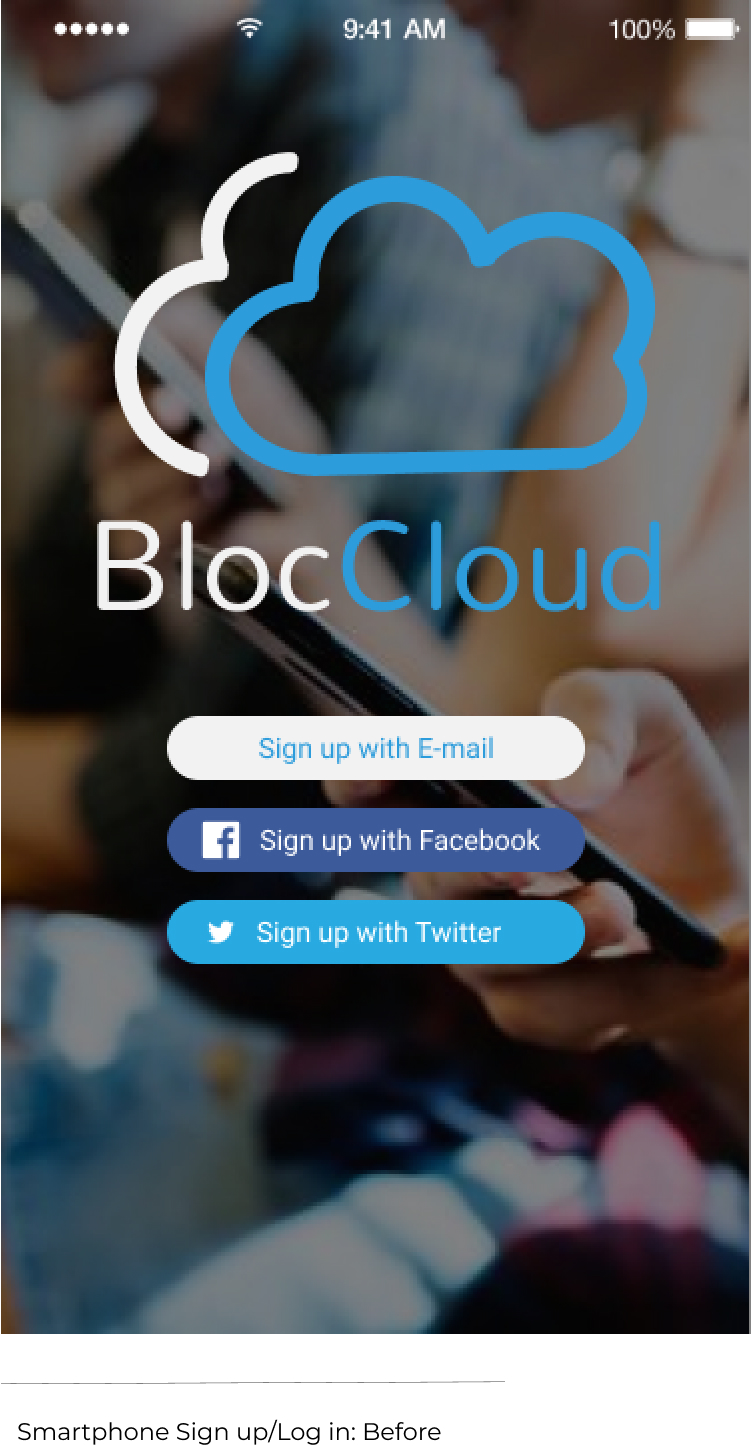 9:41 AM 100%
BlocCloud
Sign up with E-mail
Sign up with Facebook
Sign up with Twitter
Smartphone Sign up/Log in: Before